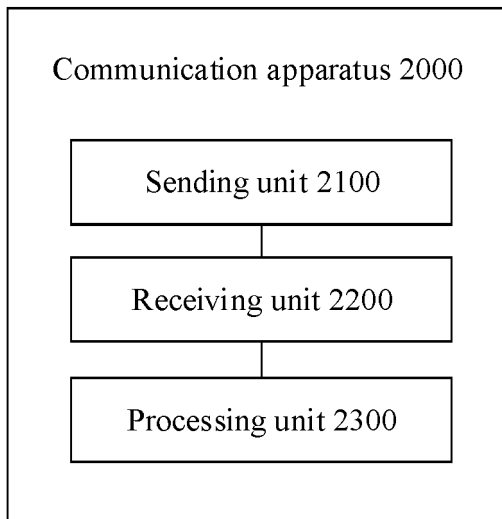 Communication apparatus 2000
Sending unit 2100
Receiving unit 2200
Processing unit 2300